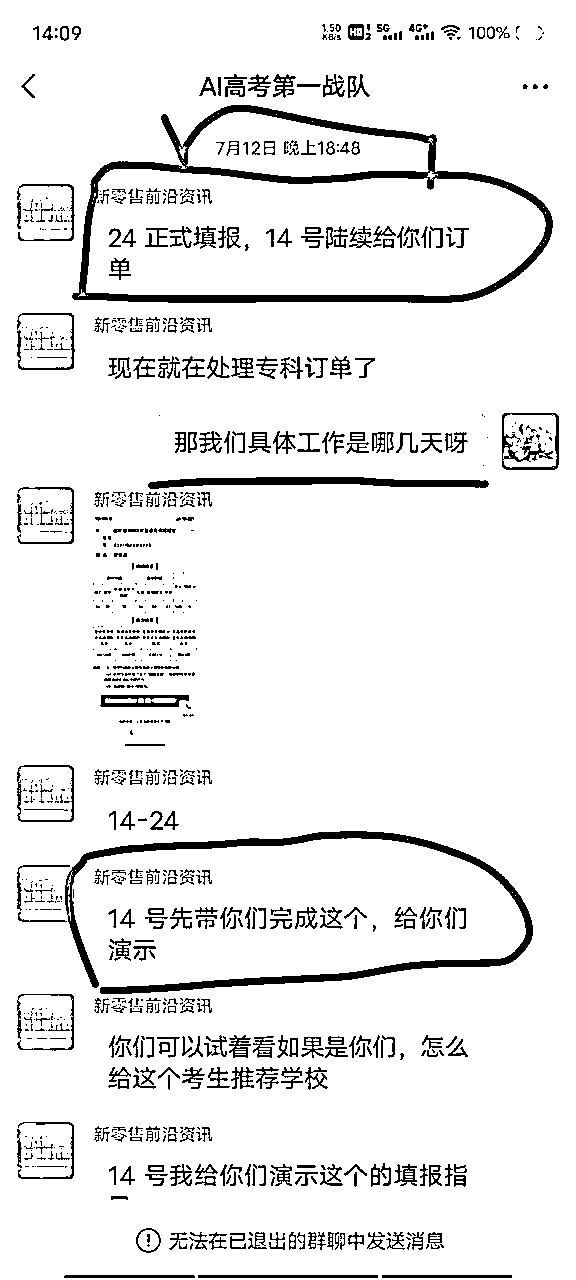 14:09
1.50 KB/S HD 1 2 5G 4G+ 100%
AI高考第一战队
7月12日 晚上18:48
新零售前沿资讯
24 正式填报，14 号陆续给你们订
单
新零售前沿资讯
现在就在处理专科订单了
那我们具体工作是哪几天呀
新零售前沿资讯
新零售前沿资讯
14-24
新零售前沿资讯
14 号先带你们完成这个，给你们
演示
新零售前沿资讯
你们可以试着看如果是你们，怎么
给这个考生推荐学校
新零售前沿资讯
14 号我给你们演示这个的填报指
无法在已退出的群聊中发送消息